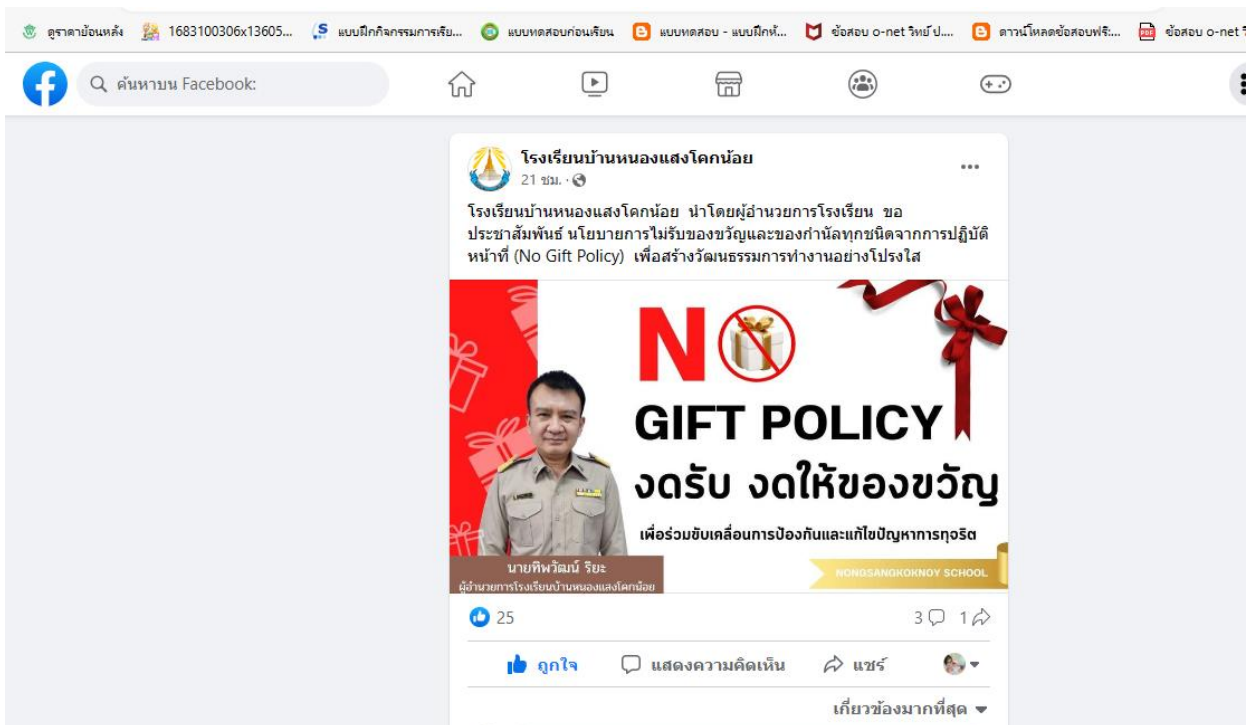 ดูราคาย้อนหลัง 1683100306x13605... แบบฝึกกิจกรรมการเรีย... แบบทดสอบก่อนเรียน แบบทดสอบ - แบบฝึกหั... ข้อสอบ o-net วิทย์ ป.... ดาวน์โหลดข้อสอบฟรี:... ข้อสอบ o-net วิ
ค้นหาบน Facebook:
โรงเรียนบ้านหนองแสงโคกน้อย
21 ชม. ·
โรงเรียนบ้านหนองแสงโคกน้อย นำโดยผู้อำนวยการโรงเรียน ขอ
ประชาสัมพันธ์ นโยบายการไม่รับของขวัญและของกำนัลทุกชนิดจากการปฏิบัติ
หน้าที่ (No Gift Policy) เพื่อสร้างวัฒนธรรมการทำงานอย่างโปร่งใส
NO
GIFT POLICY
งดรับ งดให้ของขวัญ
เพื่อร่วมขับเคลื่อนการป้องกันและแก้ไขปัญหาการทุจริต
นายทิพวัฒน์ ริยะ
ผู้อำนวยการโรงเรียนบ้านหนองแสงโคกน้อย
NONGSANGKOKNOY SCHOOL
25 3 1
ถูกใจ แสดงความคิดเห็น แชร์
เกี่ยวข้องมากที่สุด